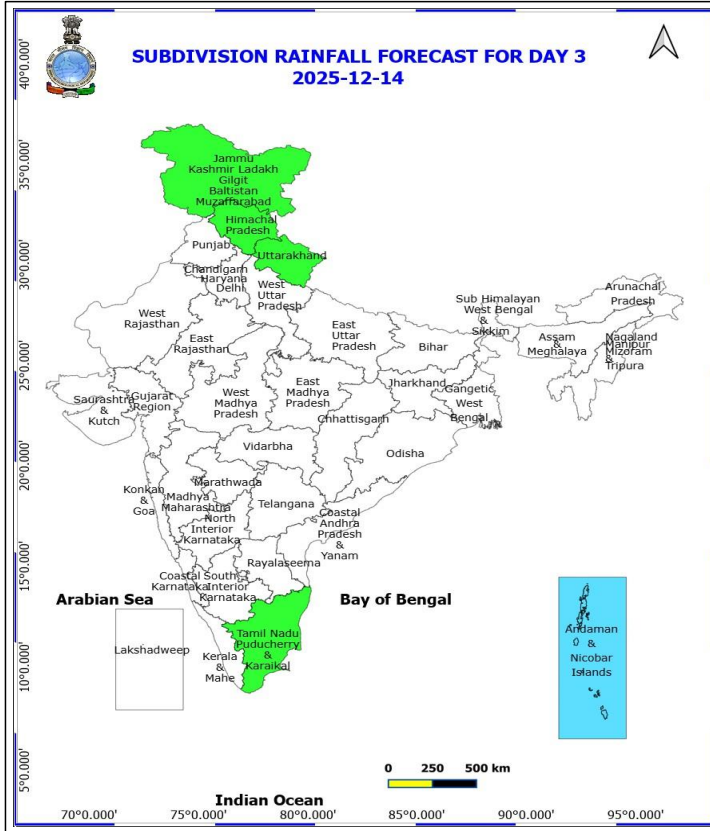 SUBDIVISION RAINFALL FORECAST FOR DAY 3
2025-12-14
40°0.000'
35°0.000'
30°0.000'
25°0.000'
20°0.000'
15°0.000'
10°0.000'
5°0.000'
Jammu
Kashmir Ladakh
Gilgit
Baltistan
Muzaffarabad
Himachal
Pradesh
Punjab
Uttarakhand
Chandigarh
Haryana
Delhi
West
Uttar
Pradesh
Arunachal
Pradesh
West
Rajasthan
East
Rajasthan
East
Uttar
Pradesh
Bihar
Sub Himalayan
West Bengal
&
Sikkim
Assam
&
Meghalaya
Nagaland
Manipur
Mizoram
&
Tripura
Saurashtra
&
Kutch
Gujarat
Region
West
Madhya
Pradesh
East
Madhya
Pradesh
Jharkhand
Gangetic
West
Bengal
Chhattisgarh
Vidarbha
Odisha
Konkan
&
Goa
Madhya
Maharashtra
Marathwada
Telangana
North
Interior
Karnataka
Coastal
Andhra
Pradesh
&
Yanam
Rayalaseema
Coastal
Karnataka
South
Interior
Karnataka
Arabian Sea
Bay of Bengal
Lakshadweep
Kerala
&
Mahe
Tamil Nadu
Puducherry
&
Karaikal
Andaman
&
Nicobar
Islands
0 250 500 km
Indian Ocean
70°0.000' 75°0.000' 80°0.000' 85°0.000' 90°0.000' 95°0.000'